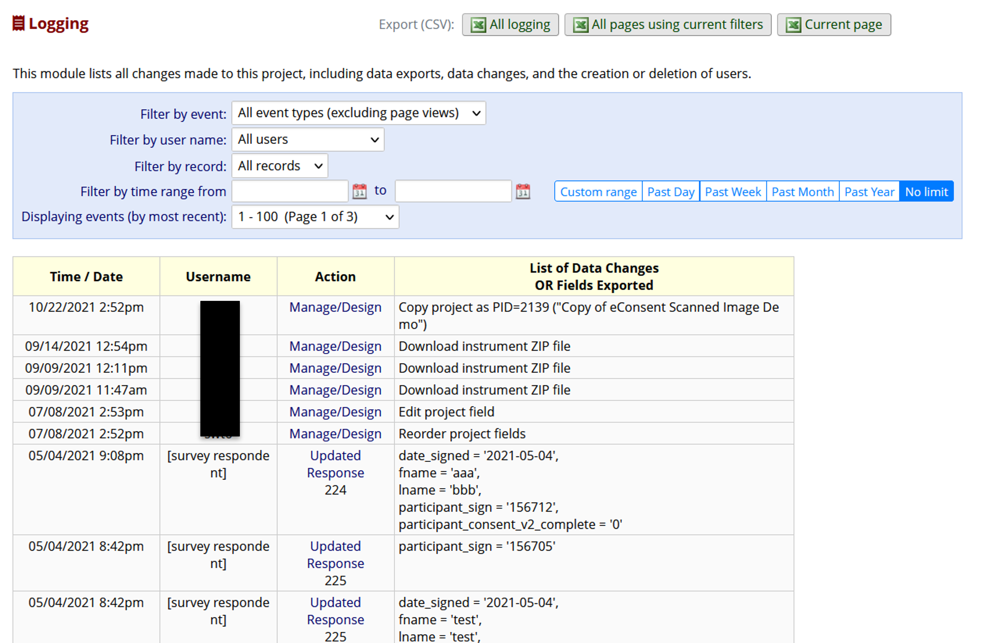 Logging
Export (CSV): All logging All pages using current filters Current page
This module lists all changes made to this project, including data exports, data changes, and the creation or deletion of users.
Filter by event: All event types (excluding page views)
Filter by user name: All users
Filter by record: All records
Filter by time range from 31 to 31 Custom range Past Day Past Week Past Month Past Year No limit
Displaying events (by most recent): 1 - 100 (Page 1 of 3)
Time / Date Username Action List of Data Changes
OR Fields Exported
10/22/2021 2:52pm Manage/Design Copy project as PID=2139 ("Copy of eConsent Scanned Image De
mo")
09/14/2021 12:54pm Manage/Design Download instrument ZIP file
09/09/2021 12:11pm Manage/Design Download instrument ZIP file
09/09/2021 11:47am Manage/Design Download instrument ZIP file
07/08/2021 2:53pm Manage/Design Edit project field
07/08/2021 2:52pm Manage/Design Reorder project fields
05/04/2021 9:08pm [survey responde Updated date_signed = '2021-05-04',
nt] Response fname = 'aaa',
224 lname = 'bbb',
participant_sign = '156712',
participant_consent_v2_complete = '0'
05/04/2021 8:42pm [survey responde Updated participant_sign = '156705'
nt] Response
225
05/04/2021 8:42pm [survey responde Updated date_signed = '2021-05-04',
nt] Response fname = 'test',
225 lname = 'test',